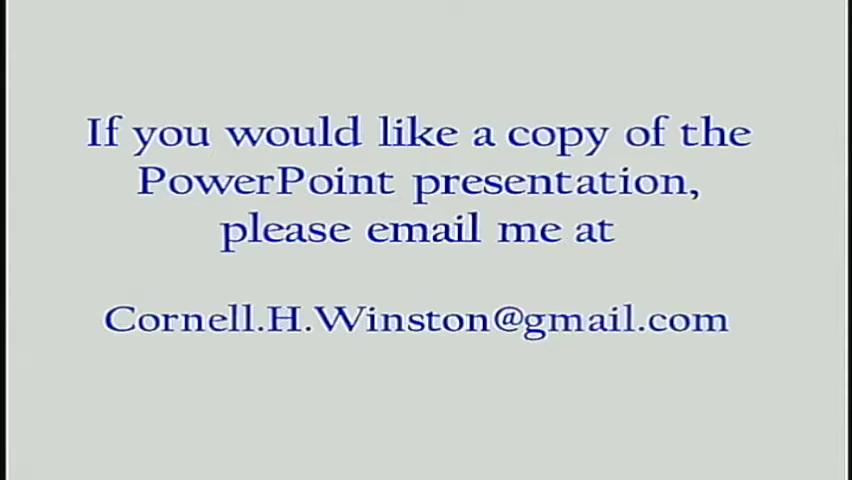 If you would like a copy of the
PowerPoint presentation,
please email me at
Cornell.H.Winston@gmail.com